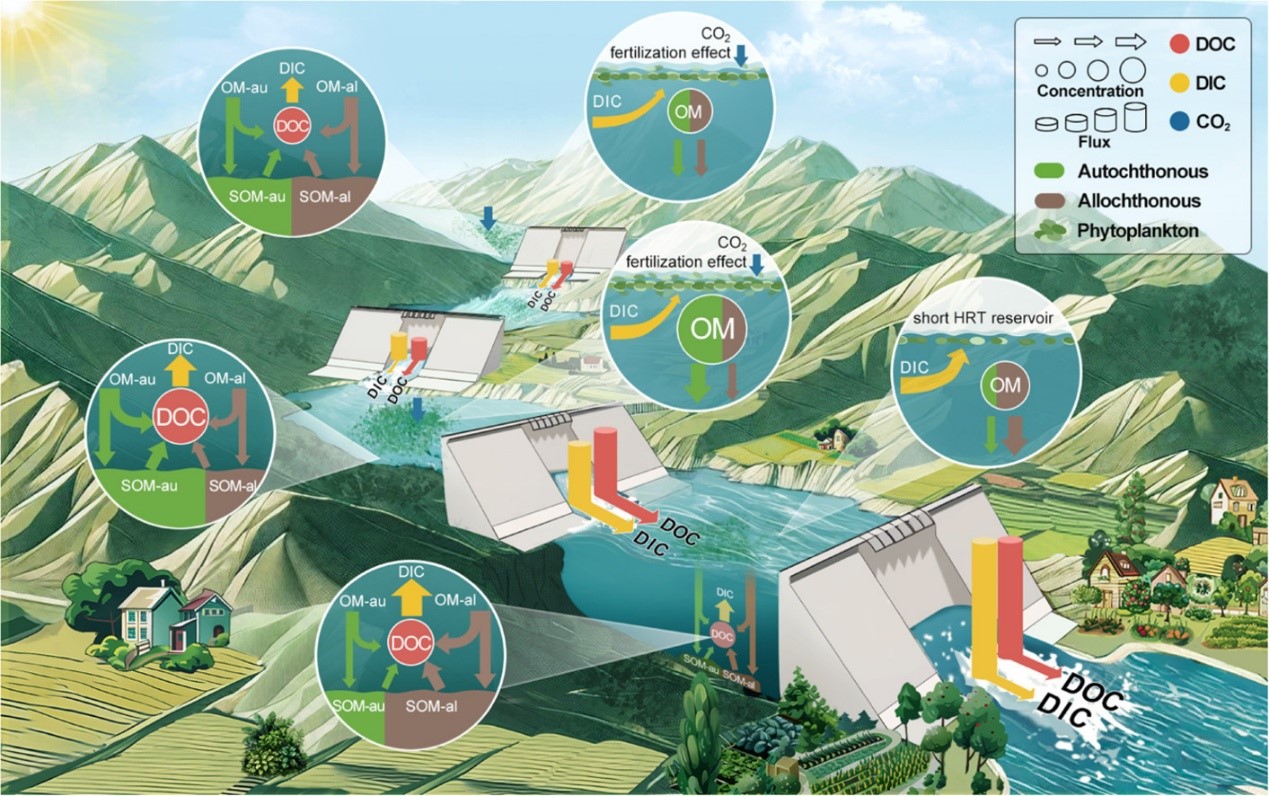 DIC
OM-au
OM-al
DOC
SOM-au
SOM-al
CO₂
fertilization effect
DIC
OM
Concentration
Flux
DOC
DIC
CO₂
Autochthonous
Allochthonous
Phytoplankton
DIC
DOC
CO₂
fertilization effect
DIC
OM
short HRT reservoir
DIC
OM
DIC
DOC
DIC
OM-au
OM-al
DOC
SOM-au
SOM-al
DOC
DIC
DIC
OM-au
OM-al
DOC
SOM-au
SOM-al
DIC
DOC
SOM-au
SOM-al
DOC
DIC